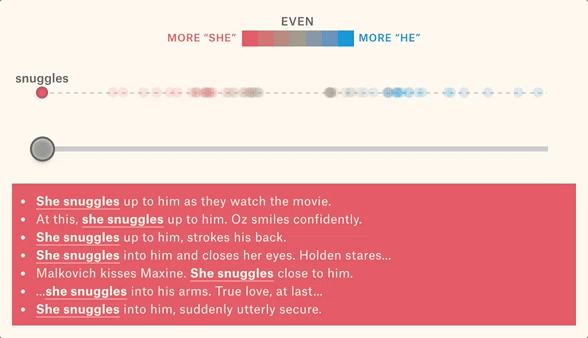 EVEN
MORE “SHE” MORE “HE”
snuggles
• She snuggles up to him as they watch the movie.
• At this, she snuggles up to him. Oz smiles confidently.
• She snuggles up to him, strokes his back.
• She snuggles into him and closes her eyes. Holden stares...
• Malkovich kisses Maxine. She snuggles close to him.
• ...she snuggles into his arms. True love, at last...
• She snuggles into him, suddenly utterly secure.